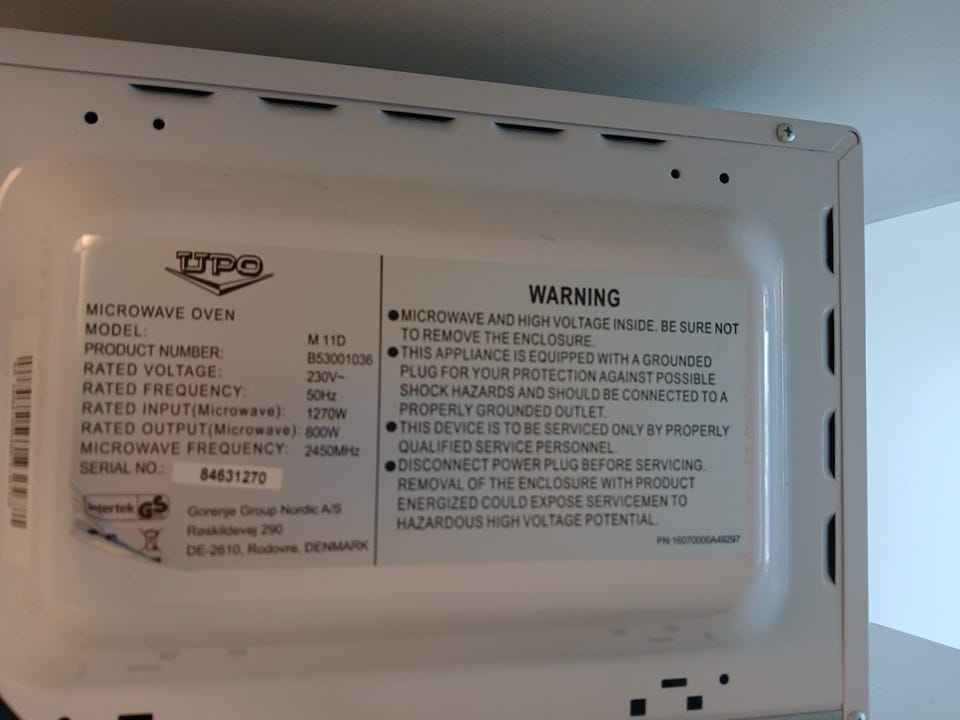 UPO
MICROWAVE OVEN
MODEL: M 11D
PRODUCT NUMBER: B53001036
RATED VOLTAGE: 230V~
RATED FREQUENCY: 50Hz
RATED INPUT(Microwave): 1270W
RATED OUTPUT(Microwave): 800W
MICROWAVE FREQUENCY: 2450MHz
SERIAL NO.: 84631270
Intertek GS
Gorenje Group Nordic A/S
Røskildevej 290
DE-2610, Rodovre, DENMARK
WARNING
●MICROWAVE AND HIGH VOLTAGE INSIDE. BE SURE NOT
TO REMOVE THE ENCLOSURE.
●THIS APPLIANCE IS EQUIPPED WITH A GROUNDED
PLUG FOR YOUR PROTECTION AGAINST POSSIBLE
SHOCK HAZARDS AND SHOULD BE CONNECTED TO A
PROPERLY GROUNDED OUTLET.
●THIS DEVICE IS TO BE SERVICED ONLY BY PROPERLY
QUALIFIED SERVICE PERSONNEL.
●DISCONNECT POWER PLUG BEFORE SERVICING.
REMOVAL OF THE ENCLOSURE WITH PRODUCT
ENERGIZED COULD EXPOSE SERVICEMEN TO
HAZARDOUS HIGH VOLTAGE POTENTIAL.
PN:16070000A49297